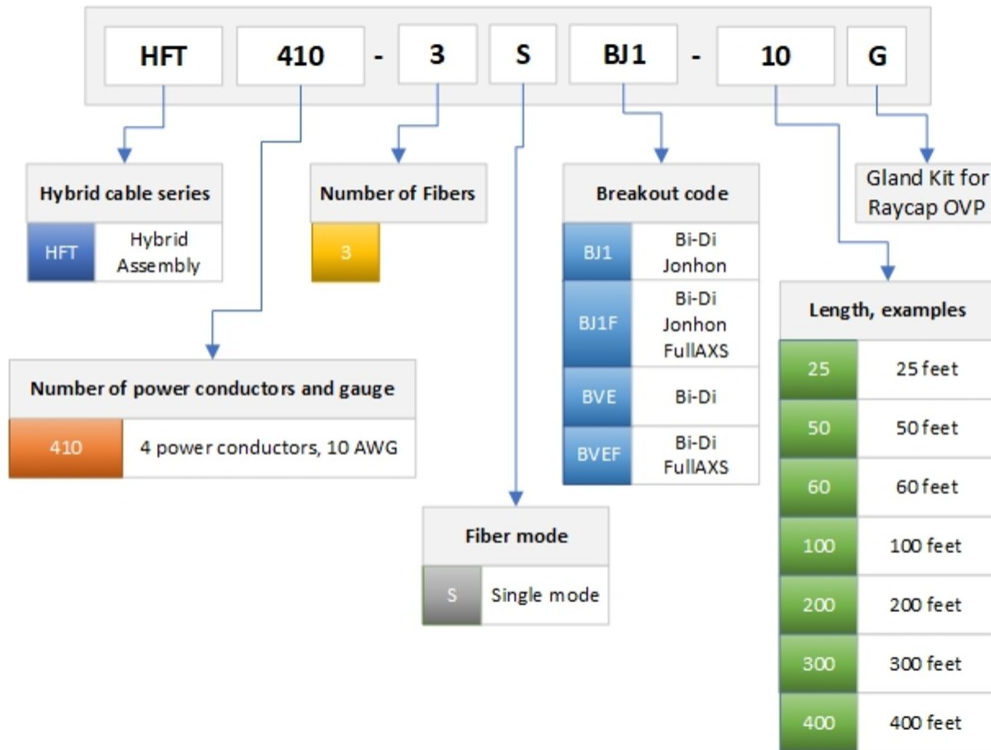 HFT 410 - 3 S BJ1 - 10 G
Hybrid cable series
HFT Hybrid Assembly
Number of Fibers
3
Breakout code
BJ1 Bi-Di Jonhon
BJ1F Bi-Di Jonhon FullAXS
BVE Bi-Di
BVEF Bi-Di FullAXS
Gland Kit for
Raycap OVP
Number of power conductors and gauge
410 4 power conductors, 10 AWG
Fiber mode
S Single mode
Length, examples
25 25 feet
50 50 feet
60 60 feet
100 100 feet
200 200 feet
300 300 feet
400 400 feet